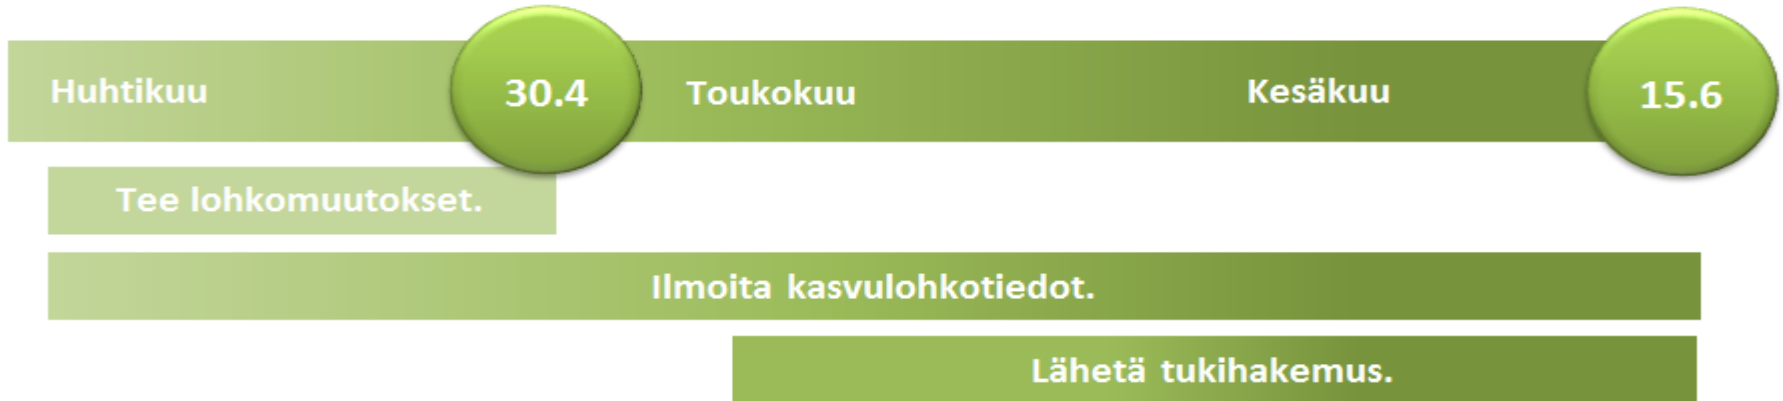 Huhtikuu 30.4 Toukokuu Kesäkuu 15.6
Tee lohkomuutokset.
Ilmoita kasvulohkotiedot.
Lähetä tukihakemus.